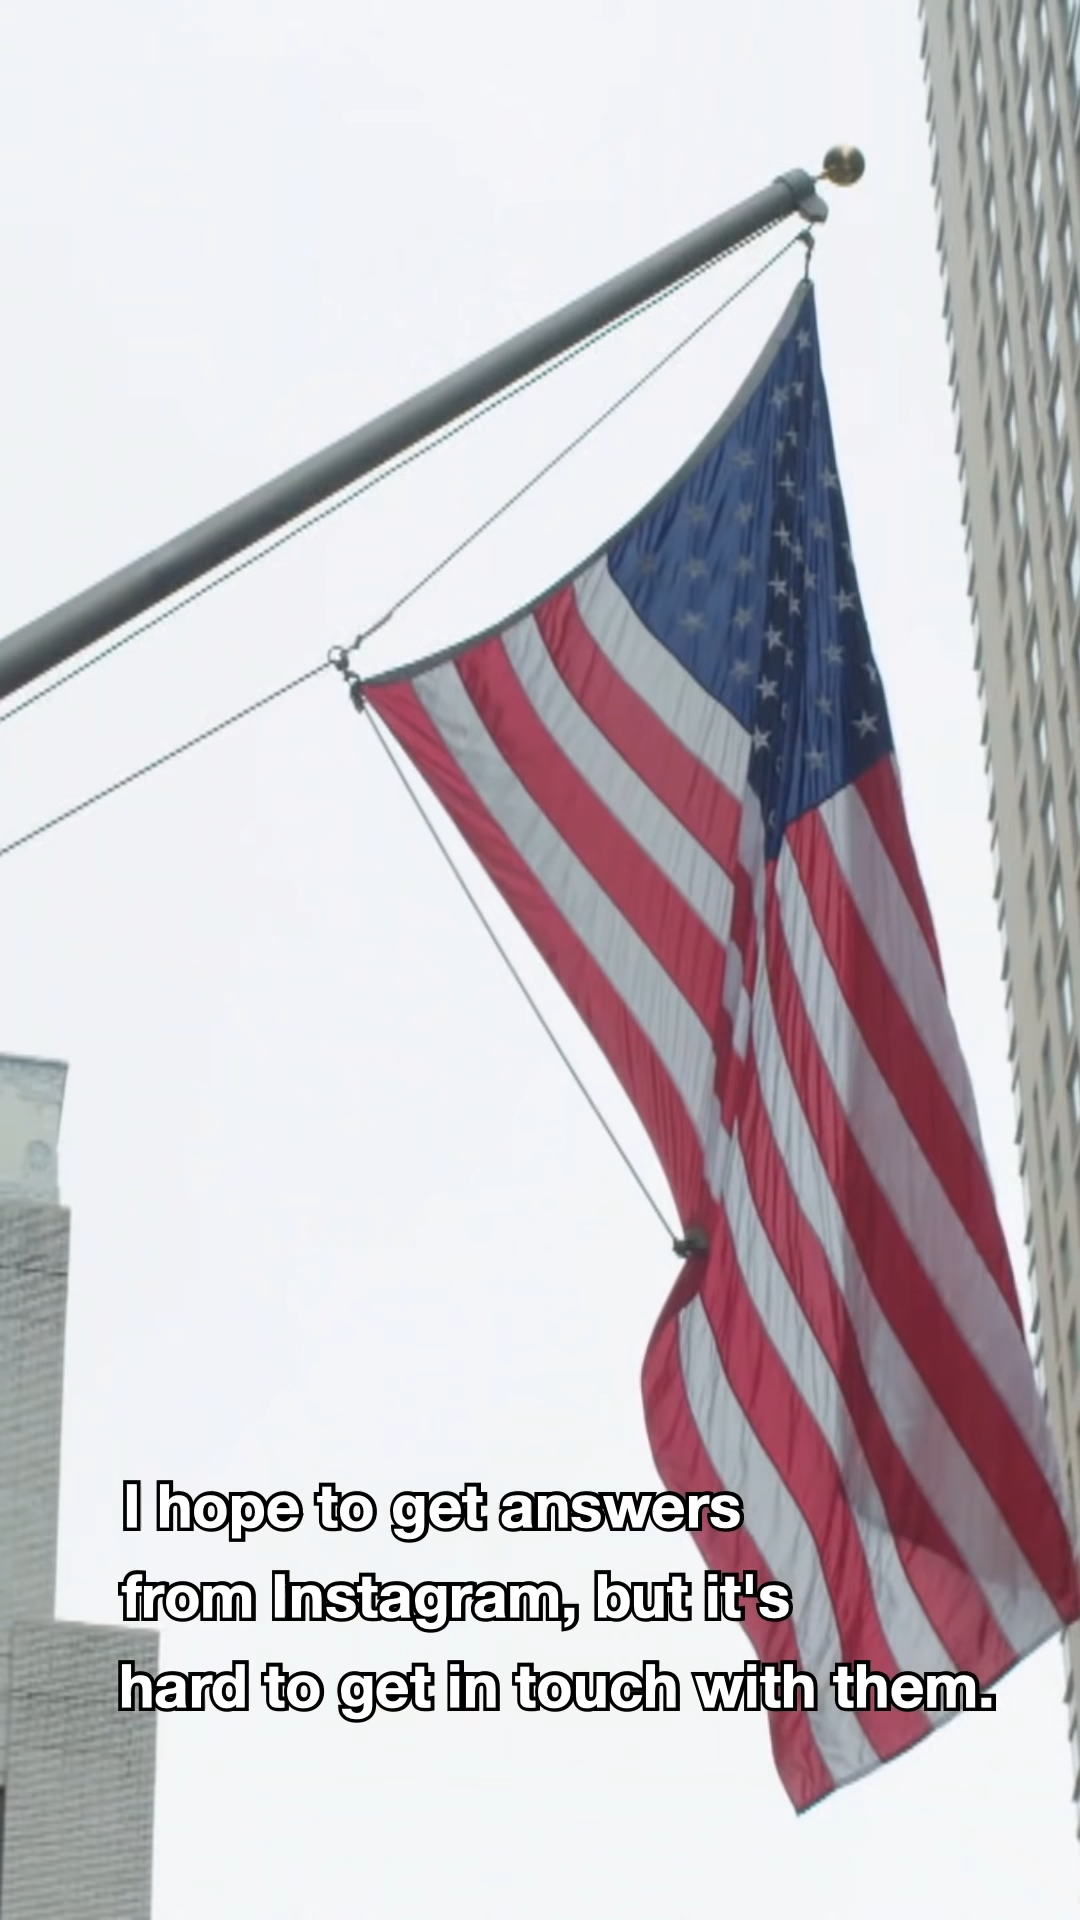 I hope to get answers
from Instagram, but it's
hard to get in touch with them.